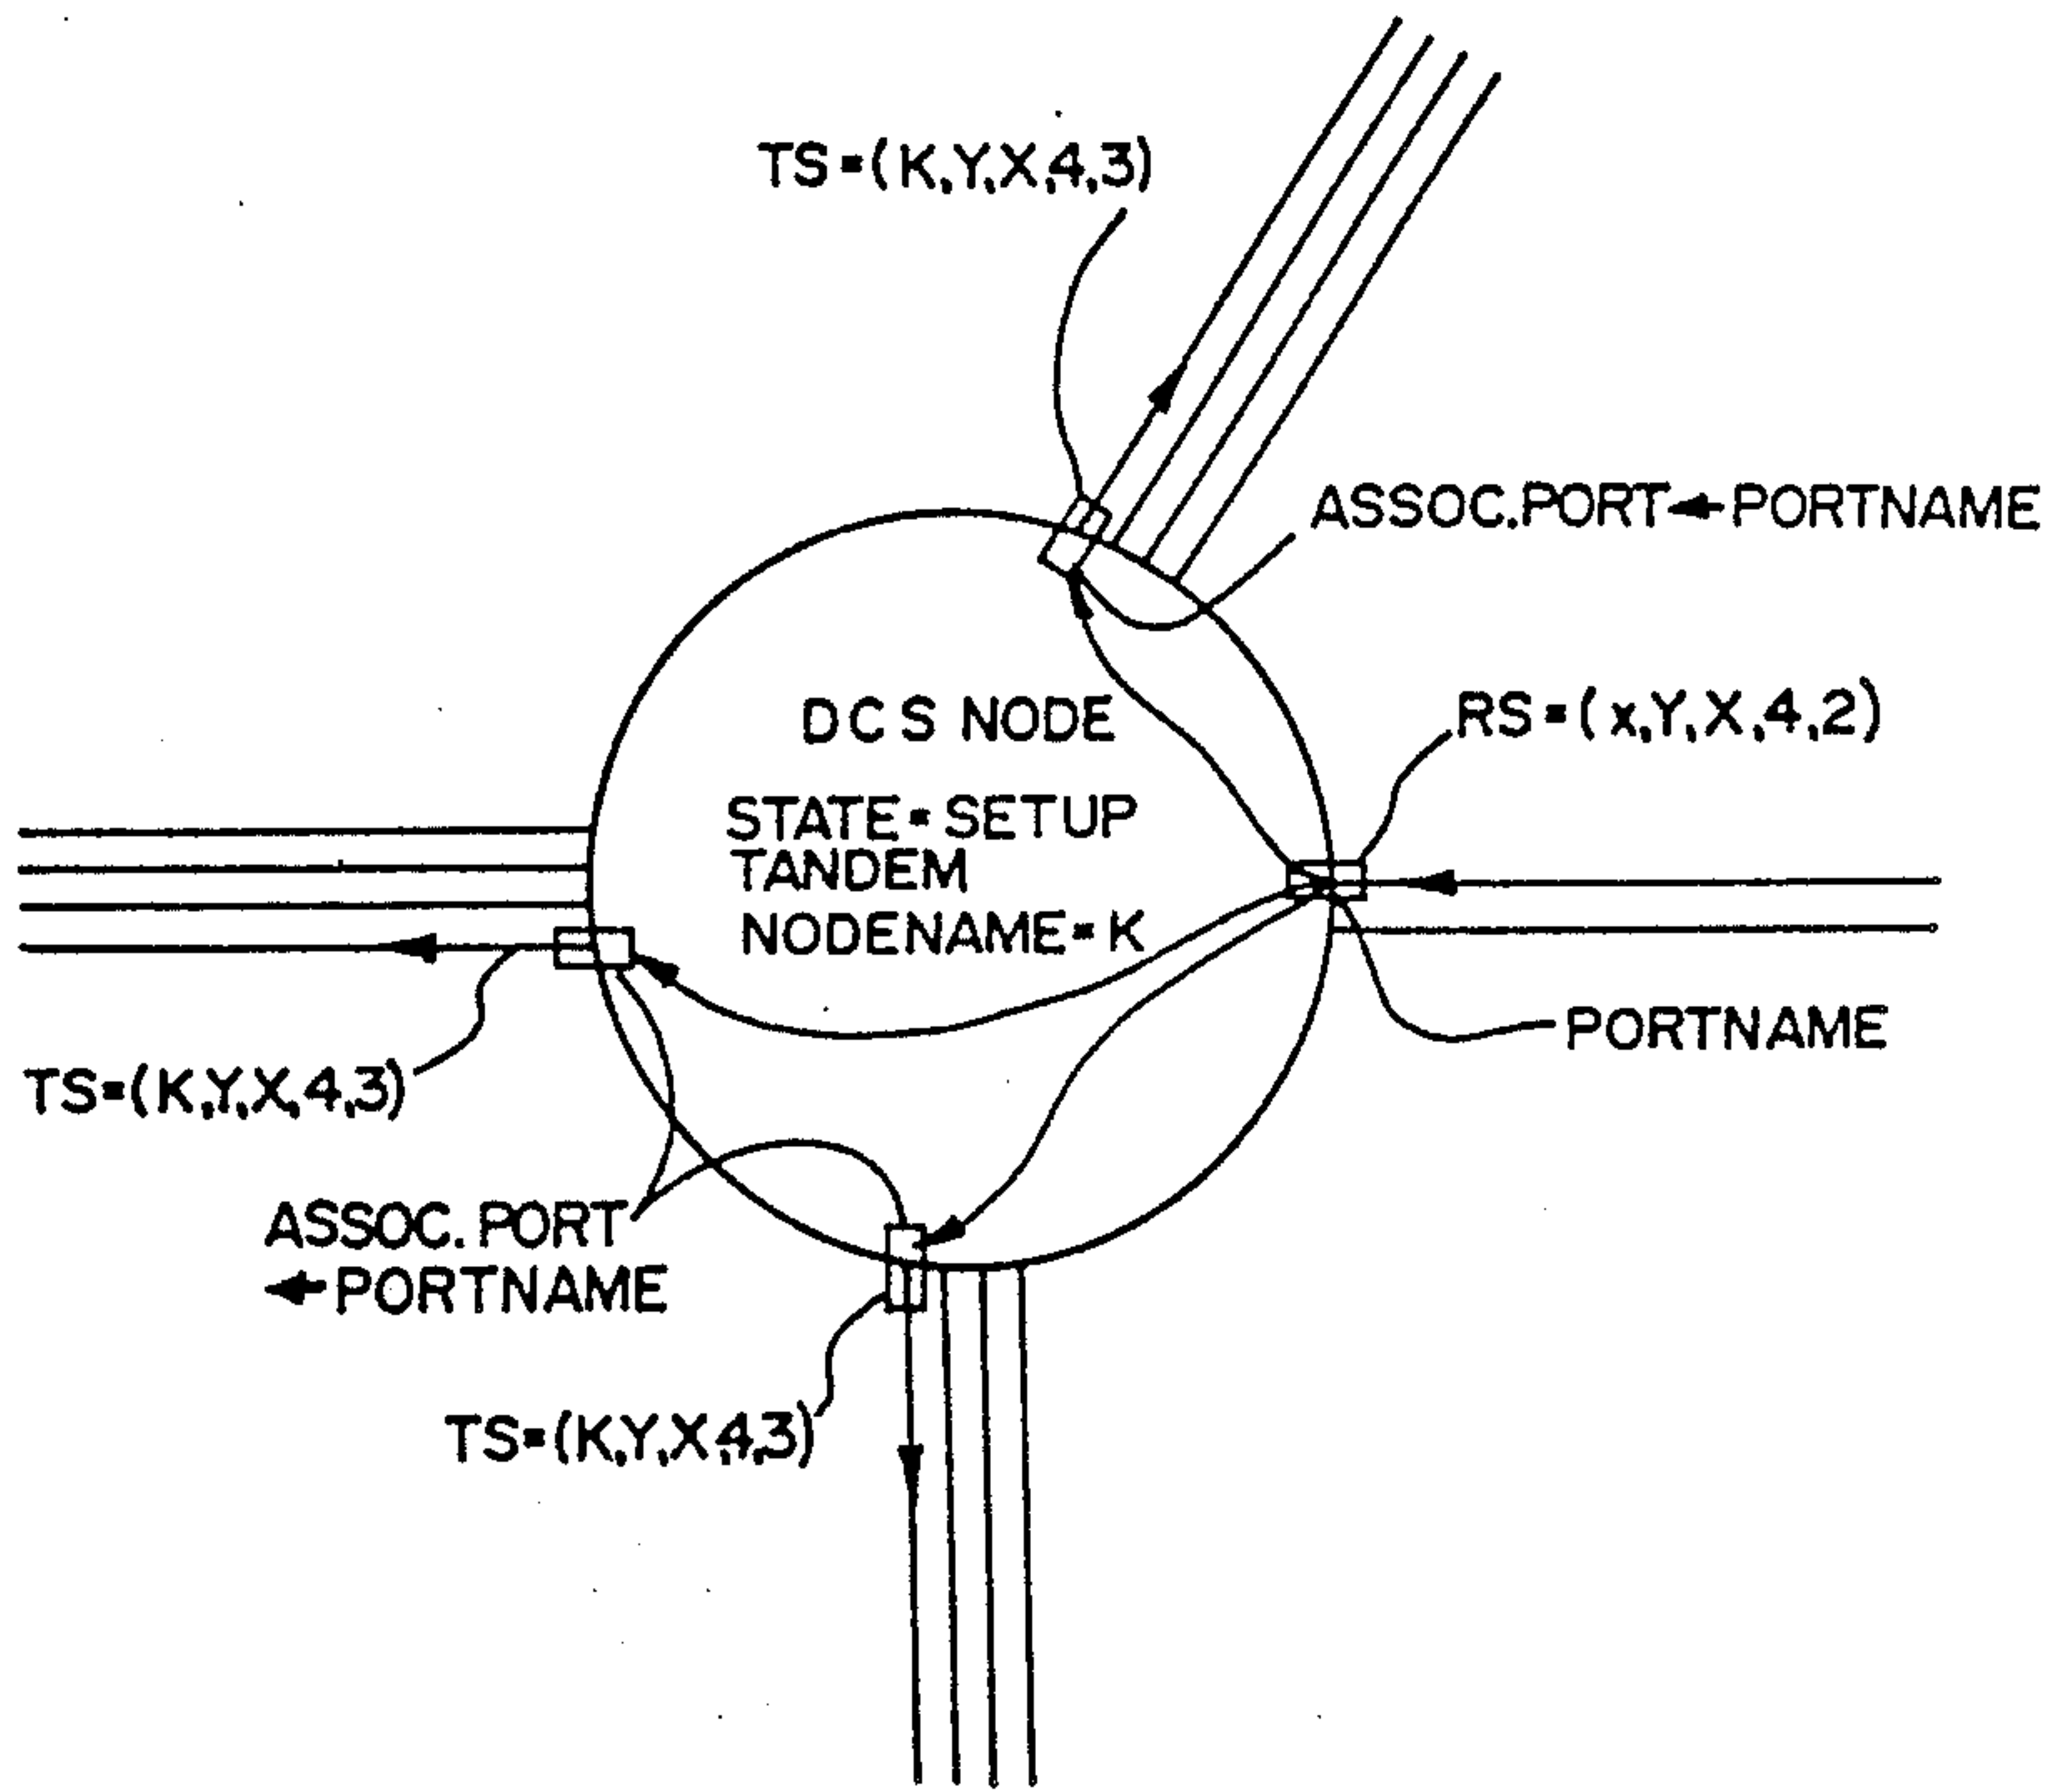 TS=(K,Y,X,4,3)
ASSOC.PORT◄PORTNAME
DCS NODE
RS=(x,Y,X,4,2)
STATE=SETUP
TANDEM
NODENAME=K
PORTNAME
TS=(K,Y,X,4,3)
ASSOC. PORT
◄PORTNAME
TS=(K,Y,X,4,3)